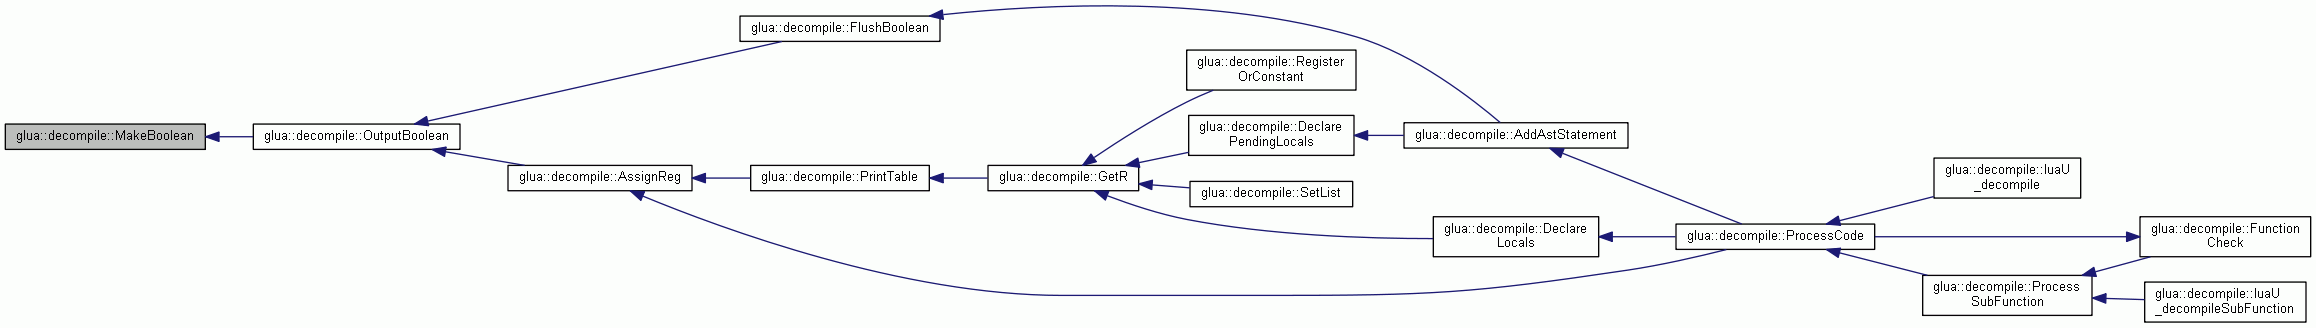 glua::decompile::MakeBoolean
glua::decompile::OutputBoolean
glua::decompile::FlushBoolean
glua::decompile::AssignReg
glua::decompile::PrintTable
glua::decompile::GetR
glua::decompile::Register
OrConstant
glua::decompile::Declare
PendingLocals
glua::decompile::SetList
glua::decompile::Declare
Locals
glua::decompile::AddAstStatement
glua::decompile::ProcessCode
glua::decompile::luaU
_decompile
glua::decompile::Process
SubFunction
glua::decompile::Function
Check
glua::decompile::luaU
_decompileSubFunction